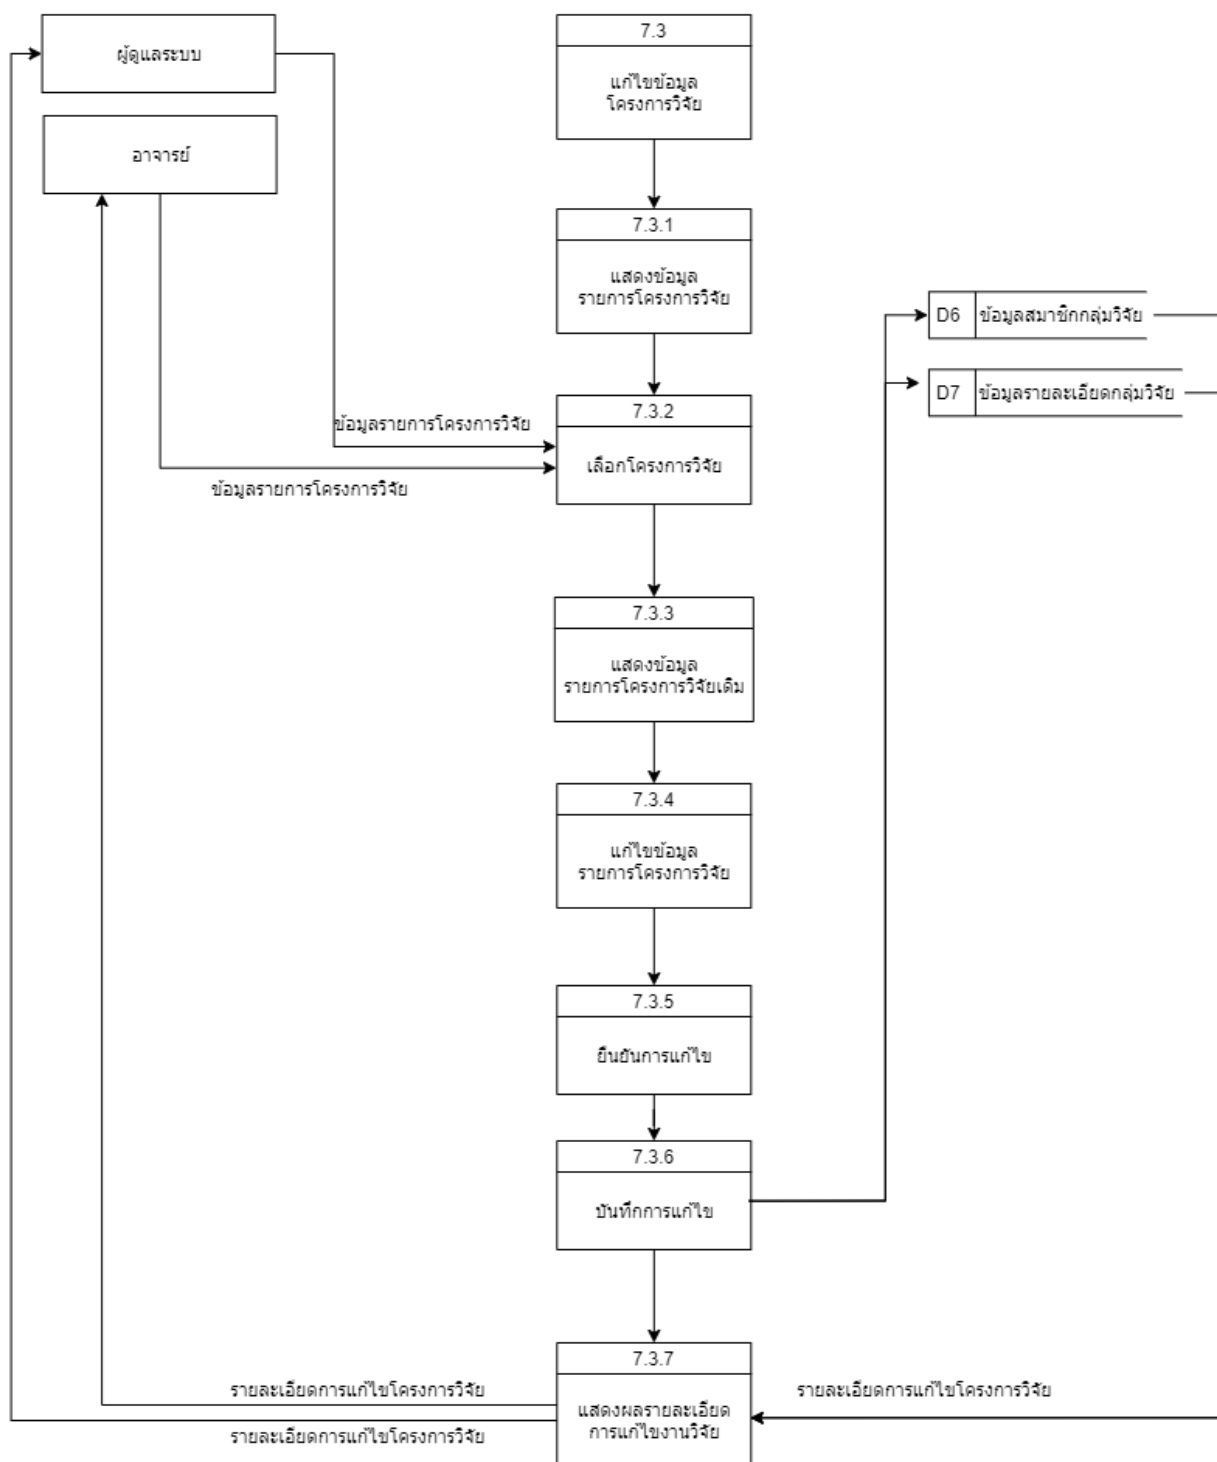 ผู้ดูแลระบบ
อาจารย์
7.3
แก้ไขข้อมูล
โครงการวิจัย
7.3.1
แสดงข้อมูล
รายการโครงการวิจัย
D6 ข้อมูลสมาชิกกลุ่มวิจัย
D7 ข้อมูลรายละเอียดกลุ่มวิจัย
7.3.2
เลือกโครงการวิจัย
ข้อมูลรายการโครงการวิจัย
ข้อมูลรายการโครงการวิจัย
7.3.3
แสดงข้อมูล
รายการโครงการวิจัยเดิม
7.3.4
แก้ไขข้อมูล
รายการโครงการวิจัย
7.3.5
ยืนยันการแก้ไข
7.3.6
บันทึกการแก้ไข
7.3.7
แสดงผลรายละเอียด
การแก้ไขงานวิจัย
รายละเอียดการแก้ไขโครงการวิจัย
รายละเอียดการแก้ไขโครงการวิจัย
รายละเอียดการแก้ไขโครงการวิจัย